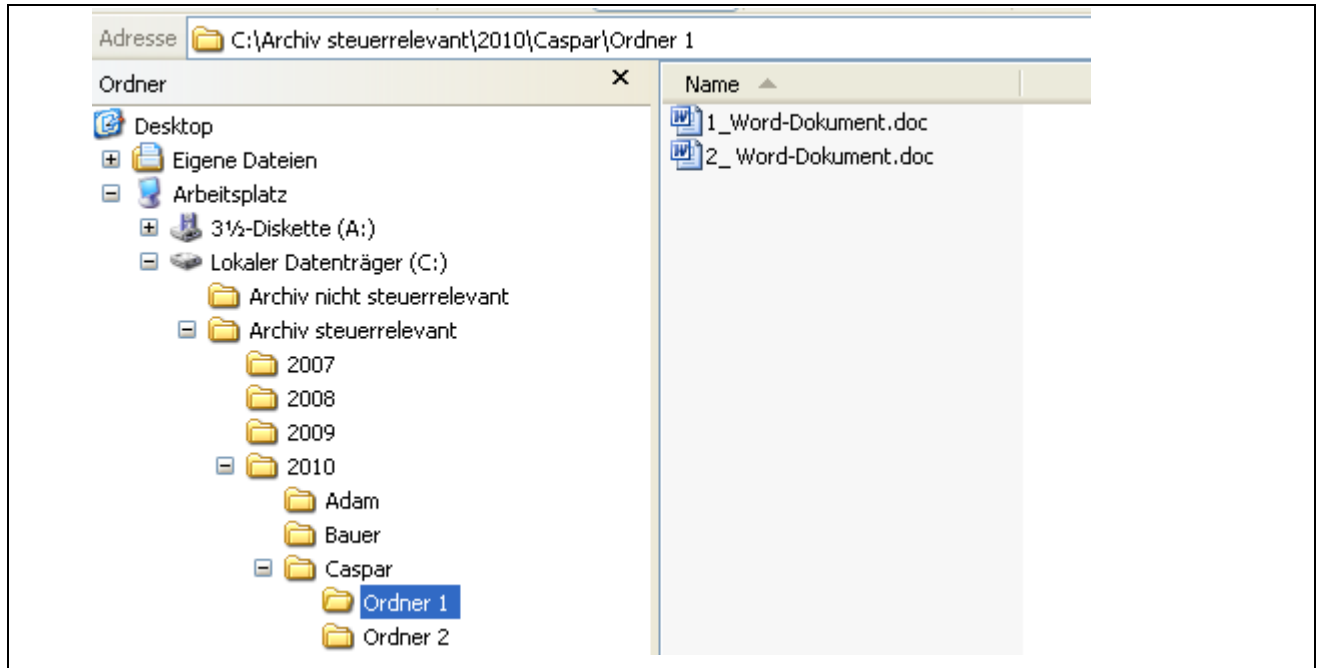 Adresse C:\Archiv steuerrelevant\2010\Caspar\Ordner 1
Ordner
Name
Desktop
Eigene Dateien
Arbeitsplatz
3½-Diskette (A:)
Lokaler Datenträger (C:)
Archiv nicht steuerrelevant
Archiv steuerrelevant
2007
2008
2009
2010
Adam
Bauer
Caspar
Ordner 1
Ordner 2
1_Word-Dokument.doc
2_ Word-Dokument.doc